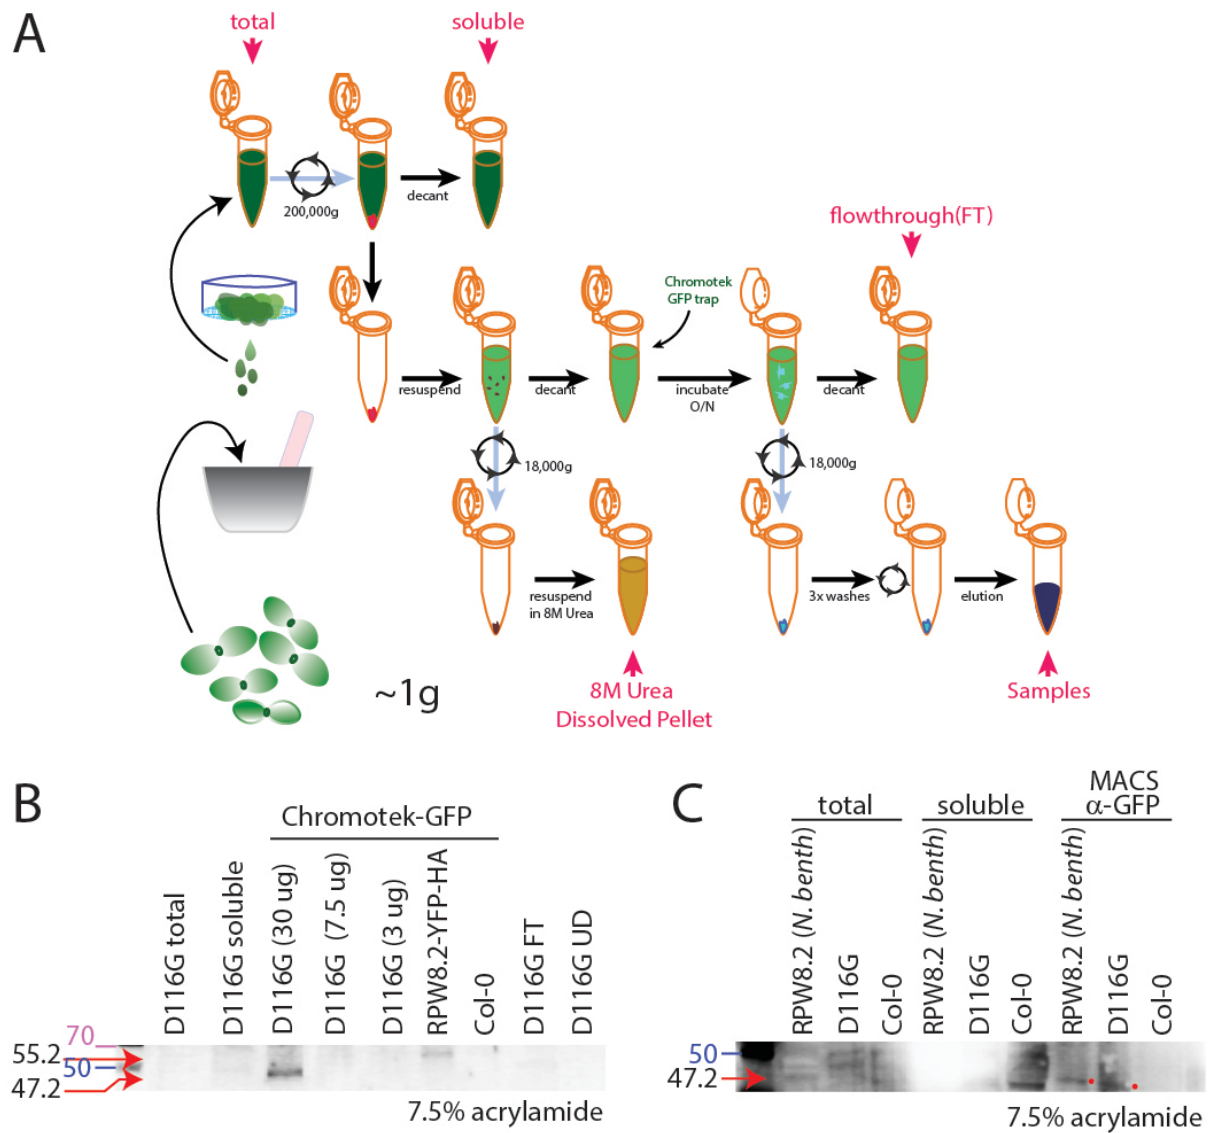 A
total
soluble
200,000g
decant
flowthrough(FT)
Chromotek
GFP trap
resuspend
decant
incubate
O/N
decant
18,000g
18,000g
resuspend
in 8M Urea
3x washes
elution
~1g
8M Urea
Dissolved Pellet
Samples
B
Chromotek-GFP
D116G total
D116G soluble
D116G (30 ug)
D116G (7.5 ug)
D116G (3 ug)
RPW8.2-YFP-HA
Col-0
D116G FT
D116G UD
70
55.2
50
47.2
7.5% acrylamide
C
total
soluble
MACS
α-GFP
RPW8.2 (N. benth)
D116G
Col-0
RPW8.2 (N. benth)
D116G
Col-0
RPW8.2 (N. benth)
D116G
Col-0
50
47.2
7.5% acrylamide